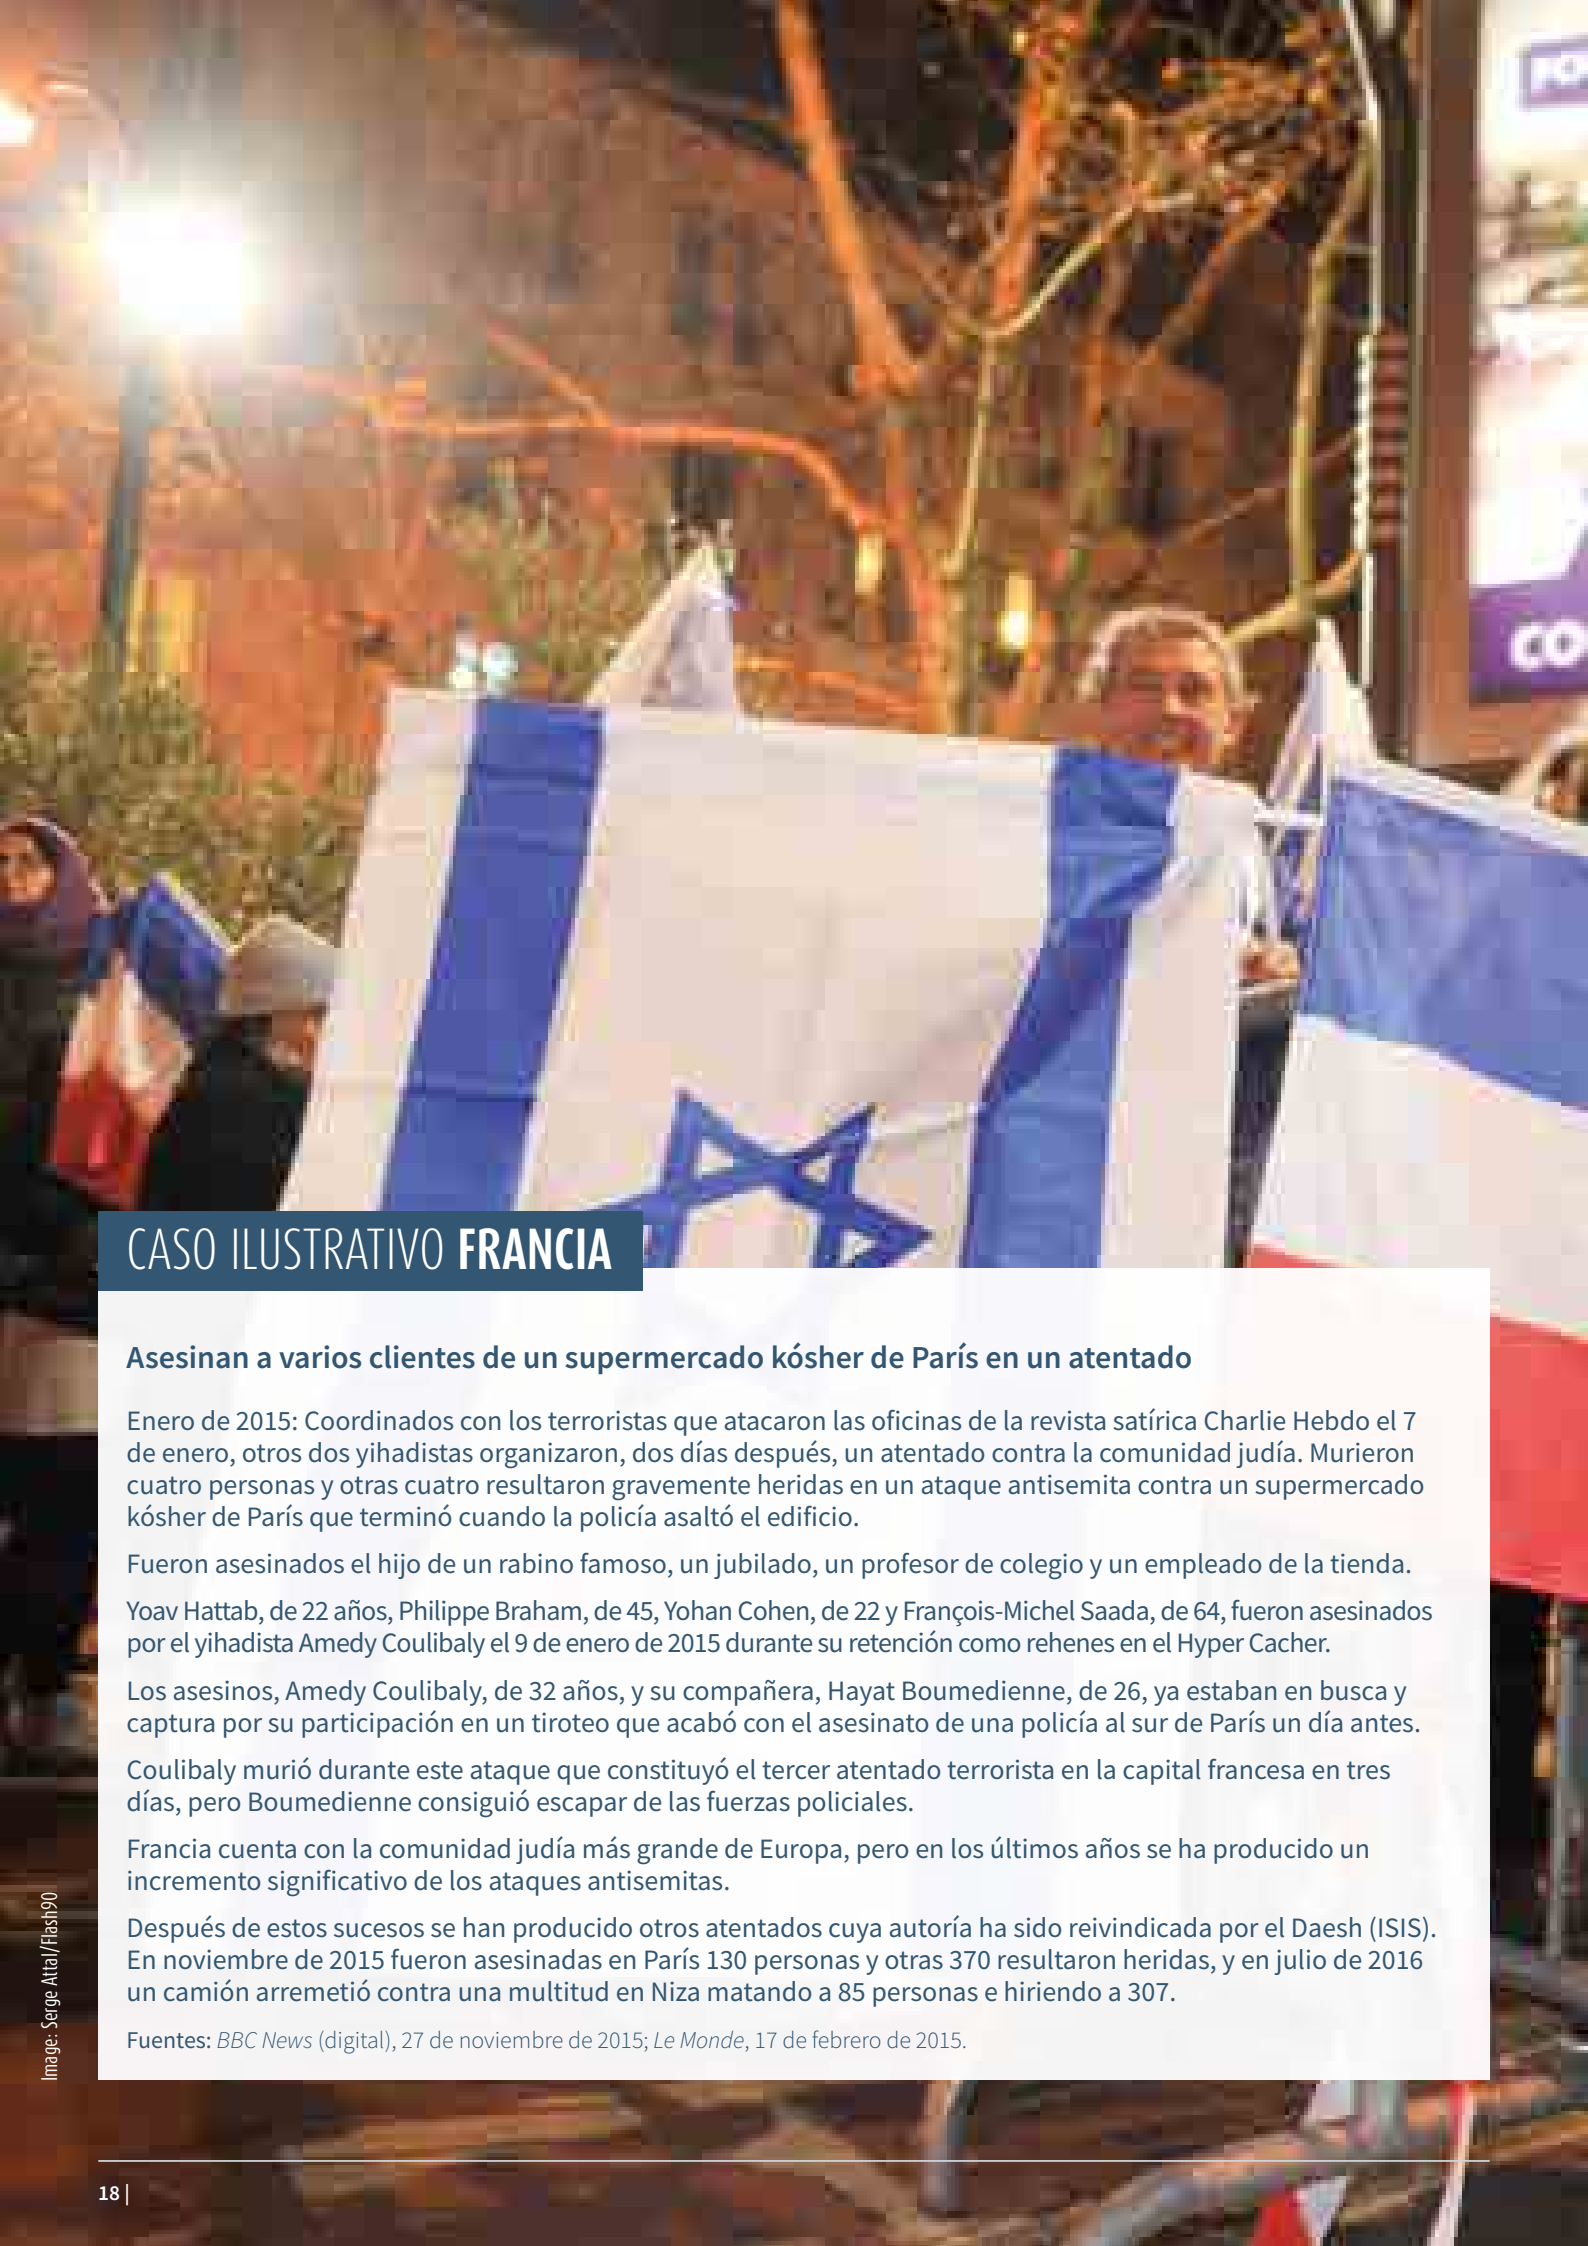 CO
CASO ILUSTRATIVO FRANCIA
Asesinan a varios clientes de un supermercado kósher de París en un atentado
Enero de 2015: Coordinados con los terroristas que atacaron las oficinas de la revista satírica Charlie Hebdo el 7
de enero, otros dos yihadistas organizaron, dos días después, un atentado contra la comunidad judía. Murieron
cuatro personas y otras cuatro resultaron gravemente heridas en un ataque antisemita contra un supermercado
kósher de París que terminó cuando la policía asaltó el edificio.
Fueron asesinados el hijo de un rabino famoso, un jubilado, un profesor de colegio y un empleado de la tienda.
Yoav Hattab, de 22 años, Philippe Braham, de 45, Yohan Cohen, de 22 y François-Michel Saada, de 64, fueron asesinados
por el yihadista Amedy Coulibaly el 9 de enero de 2015 durante su retención como rehenes en el Hyper Cacher.
Los asesinos, Amedy Coulibaly, de 32 años, y su compañera, Hayat Boumedienne, de 26, ya estaban en busca y
captura por su participación en un tiroteo que acabó con el asesinato de una policía al sur de París un día antes.
Coulibaly murió durante este ataque que constituyó el tercer atentado terrorista en la capital francesa en tres
días, pero Boumedienne consiguió escapar de las fuerzas policiales.
Francia cuenta con la comunidad judía más grande de Europa, pero en los últimos años se ha producido un
incremento significativo de los ataques antisemitas.
Después de estos sucesos se han producido otros atentados cuya autoría ha sido reivindicada por el Daesh (ISIS).
En noviembre de 2015 fueron asesinadas en París 130 personas y otras 370 resultaron heridas, y en julio de 2016
un camión arremetió contra una multitud en Niza matando a 85 personas e hiriendo a 307.
Fuentes: BBC News (digital), 27 de noviembre de 2015; Le Monde, 17 de febrero de 2015.
Image: Serge Attal/Flash90
18 |